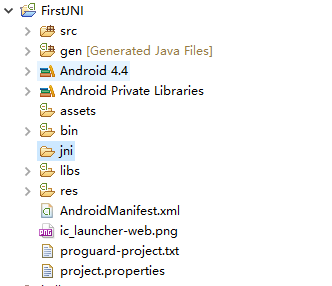 FirstJNI
src
gen [Generated Java Files]
Android 4.4
Android Private Libraries
assets
bin
jni
libs
res
AndroidManifest.xml
ic_launcher-web.png
proguard-project.txt
project.properties